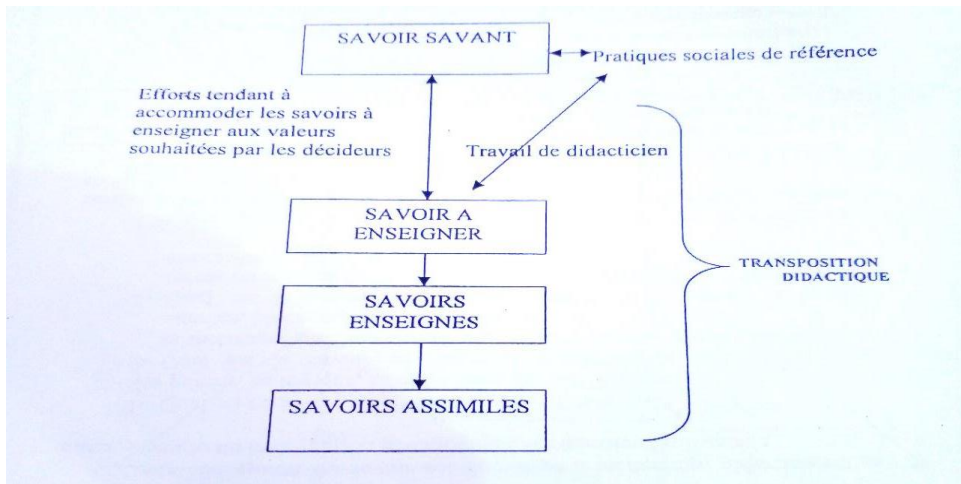 SAVOIR SAVANT
Pratiques sociales de référence
Efforts tendant à
accommoder les savoirs à
enseigner aux valeurs
souhaitées par les décideurs
Travail de didacticien
SAVOIR A
ENSEIGNER
TRANSPOSITION
DIDACTIQUE
SAVOIRS
ENSEIGNES
SAVOIRS ASSIMILES